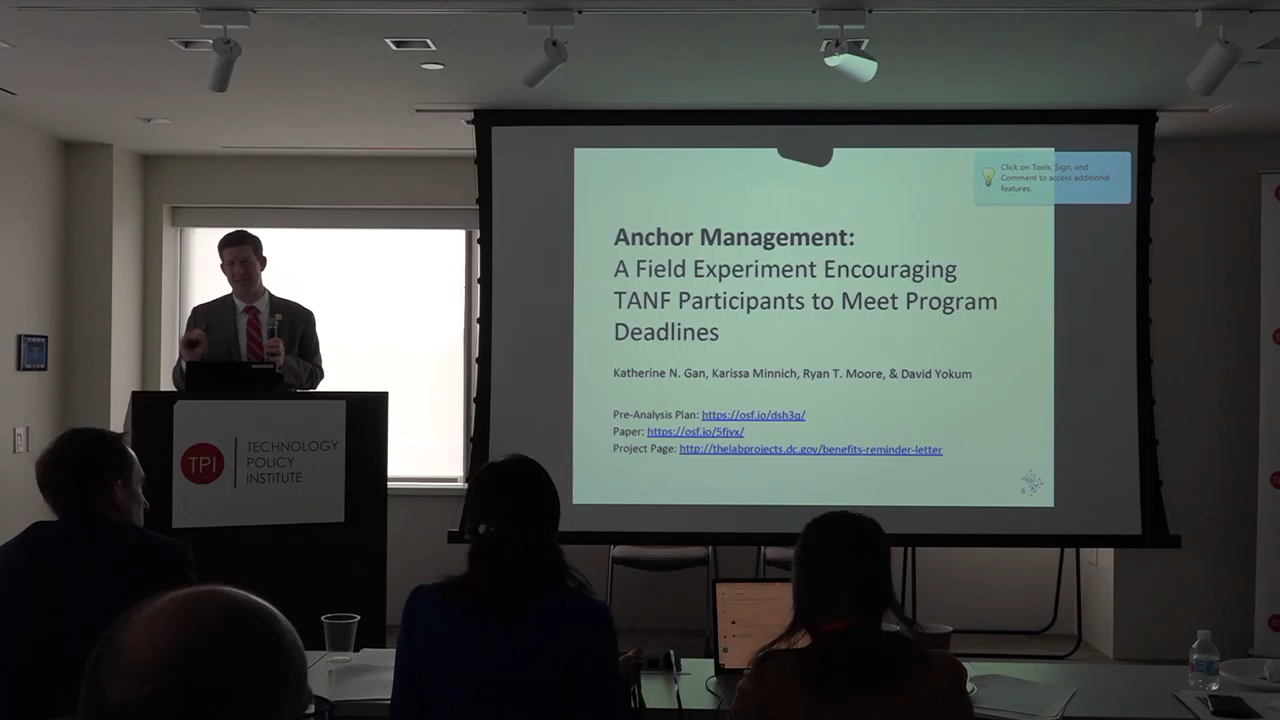 Click on Tools, Sign, and
Comment to access additional
features.
Anchor Management:
A Field Experiment Encouraging
TANF Participants to Meet Program
Deadlines
Katherine N. Gan, Karissa Minnich, Ryan T. Moore, & David Yokum
Pre-Analysis Plan: https://osf.io/dsh3q/
Paper: https://osf.io/5fjvx/
Project Page: http://thelabprojects.dc.gov/benefits-reminder-letter
TPI
TECHNOLOGY
POLICY
INSTITUTE